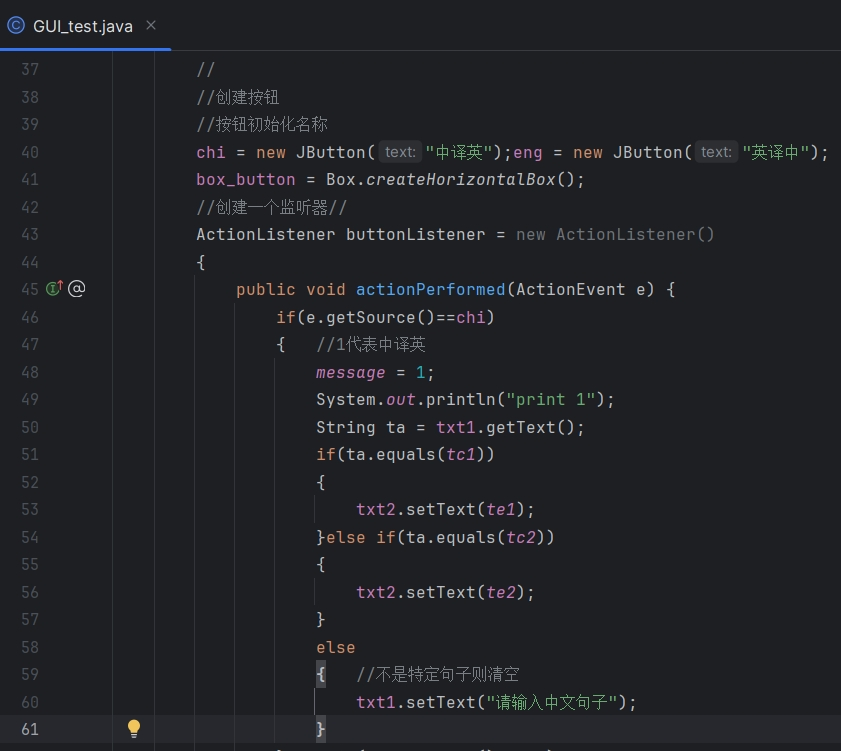 GUI_test.java
37 //
38 //创建按钮
39 //按钮初始化名称
40 chi = new JButton( text: "中译英");eng = new JButton( text: "英译中");
41 box_button = Box.createHorizontalBox();
42 //创建一个监听器//
43 ActionListener buttonListener = new ActionListener()
44 {
45 public void actionPerformed(ActionEvent e) {
46 if(e.getSource()==chi)
47 { //1代表中译英
48 message = 1;
49 System.out.println("print 1");
50 String ta = txt1.getText();
51 if(ta.equals(tc1))
52 {
53 txt2.setText(te1);
54 }else if(ta.equals(tc2))
55 {
56 txt2.setText(te2);
57 }
58 else
59 { //不是特定句子则清空
60 txt1.setText("请输入中文句子");
61 }